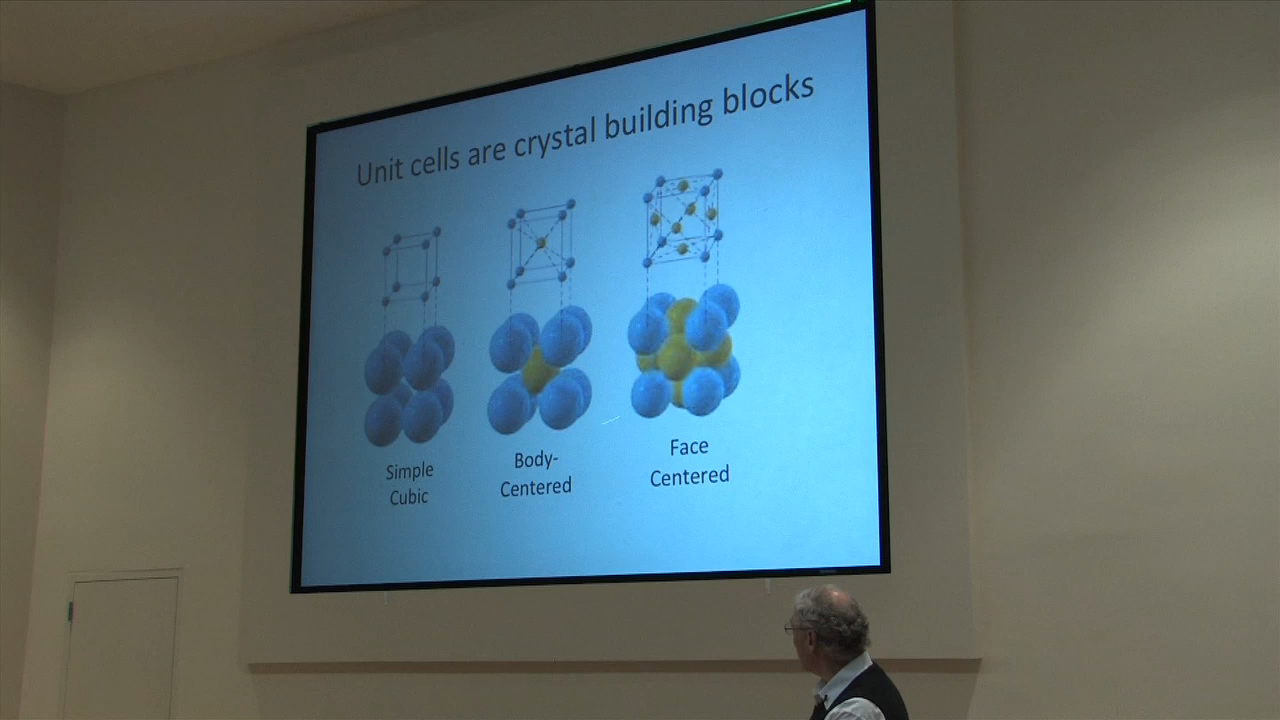 Unit cells are crystal building blocks
Simple
Cubic
Body-
Centered
Face
Centered